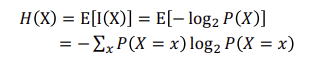 H(X) = E[I(X)] = E[− log₂ P(X)]
= − ∑ₓ P(X = x) log₂ P(X = x)